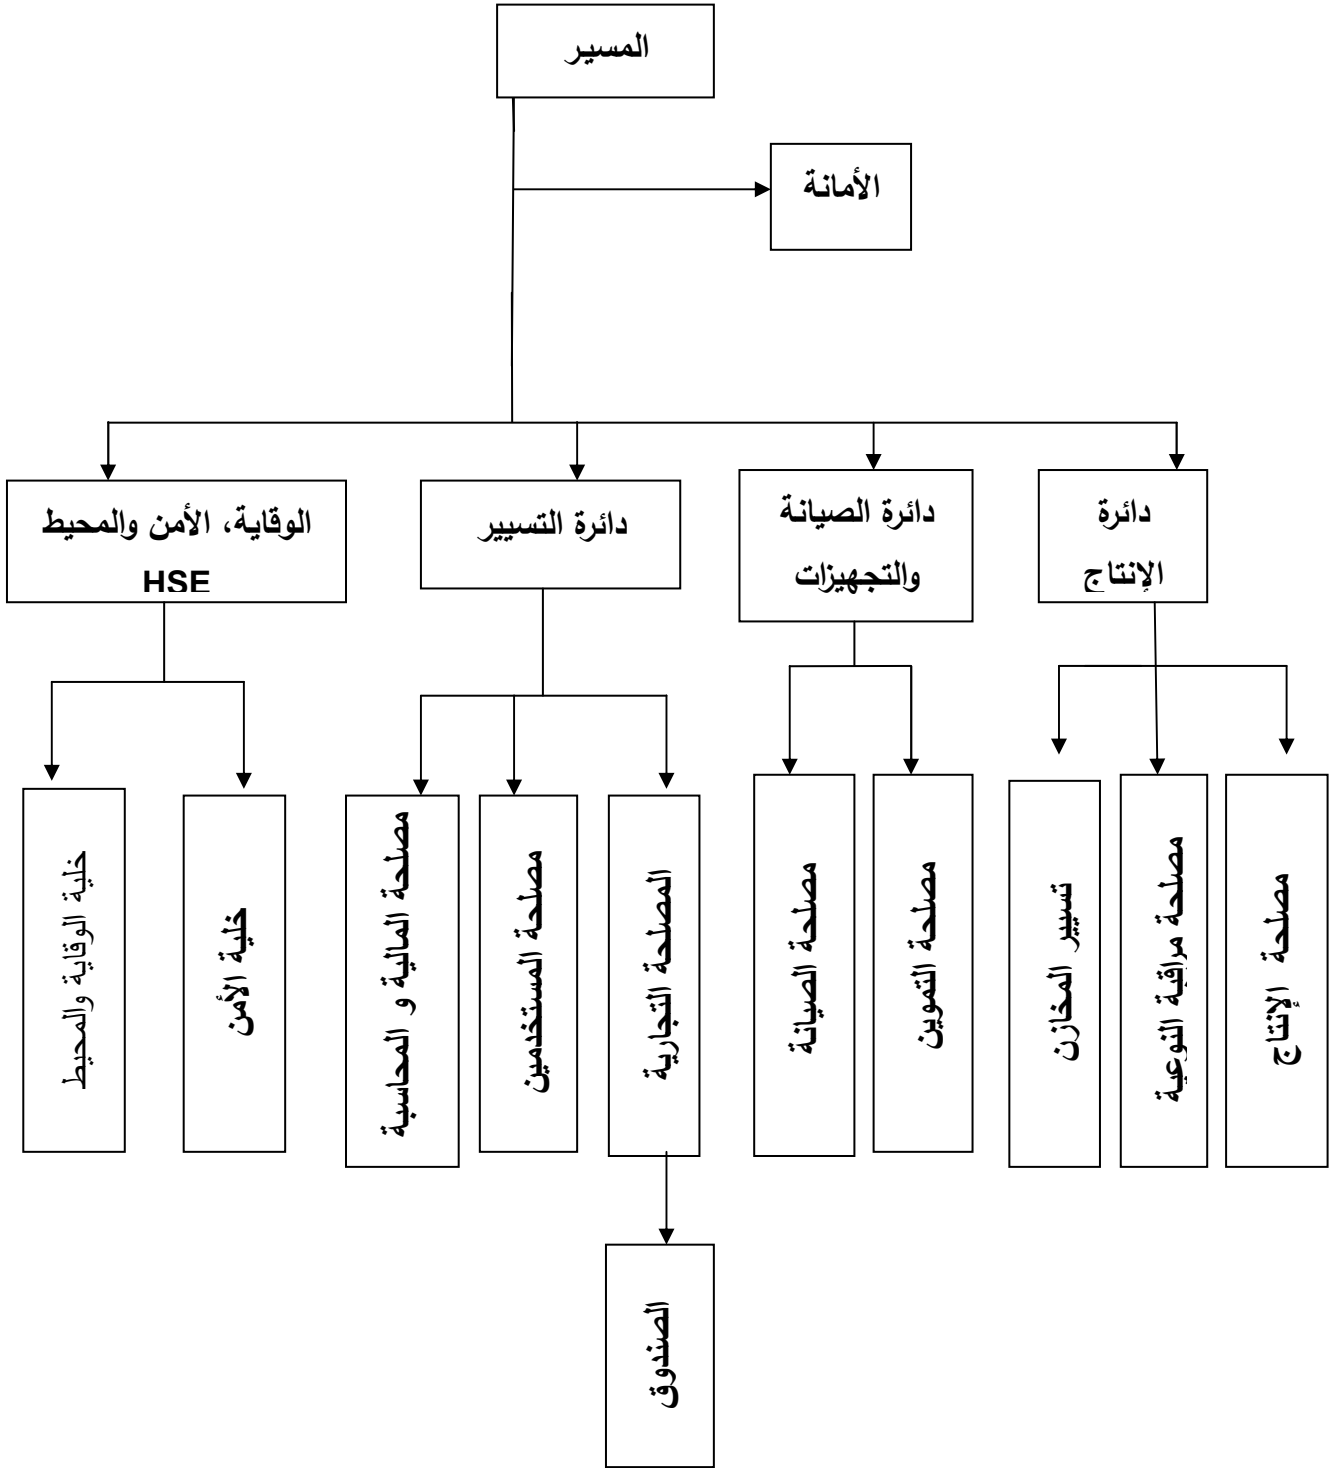 المسير
الأمانة
دائرة
الإنتاج
دائرة الصيانة
والتجهيزات
دائرة التسيير
الوقاية، الأمن والمحيط
HSE
مصلحة الإنتاج
مصلحة مراقبة النوعية
تسيير المخازن
مصلحة التموين
مصلحة الصيانة
المصلحة التجارية
مصلحة المستخدمين
مصلحة المالية و المحاسبة
خلية الأمن
خلية الوقاية والمحيط
الصندوق